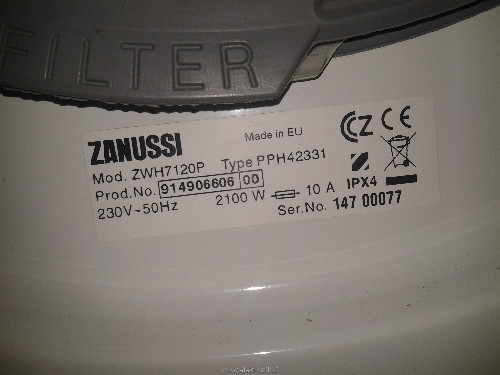 FILTER
ZANUSSI
Made in EU
Mod. ZWH7120P Type PPH42331
Prod.No. 914906606 00
230V~50Hz 2100 W 10 A IPX4
Ser.No. 147 00077
CZ CE